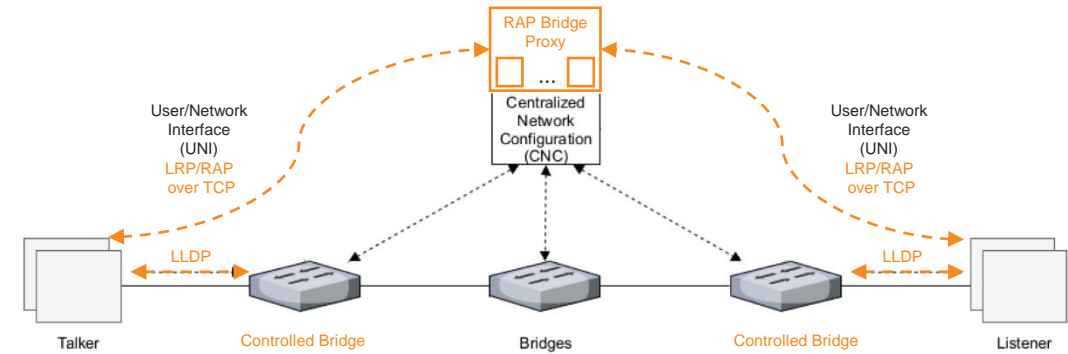 RAP Bridge
Proxy
...
Centralized
Network
Configuration
(CNC)
User/Network
Interface
(UNI)
LRP/RAP
over TCP
User/Network
Interface
(UNI)
LRP/RAP
over TCP
LLDP
LLDP
Talker
Controlled Bridge
Bridges
Controlled Bridge
Listener